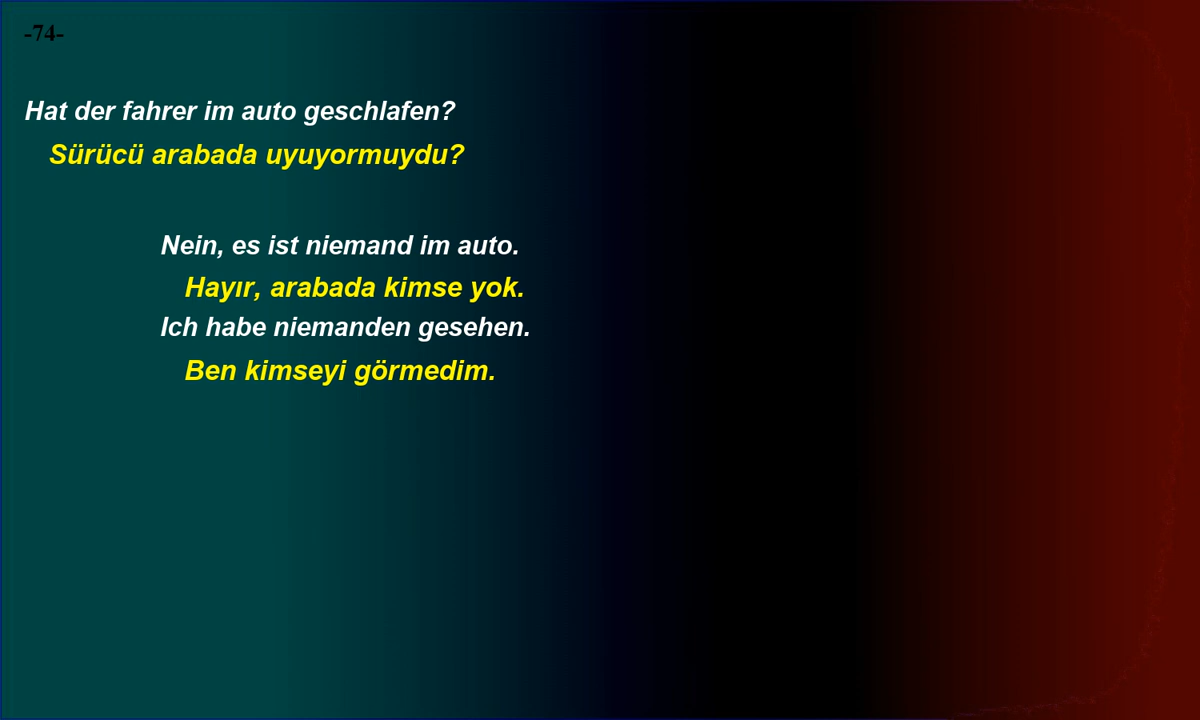 -74-
Hat der fahrer im auto geschlafen?
Sürücü arabada uyuyormuydu?
Nein, es ist niemand im auto.
Hayır, arabada kimse yok.
Ich habe niemanden gesehen.
Ben kimseyi görmedim.